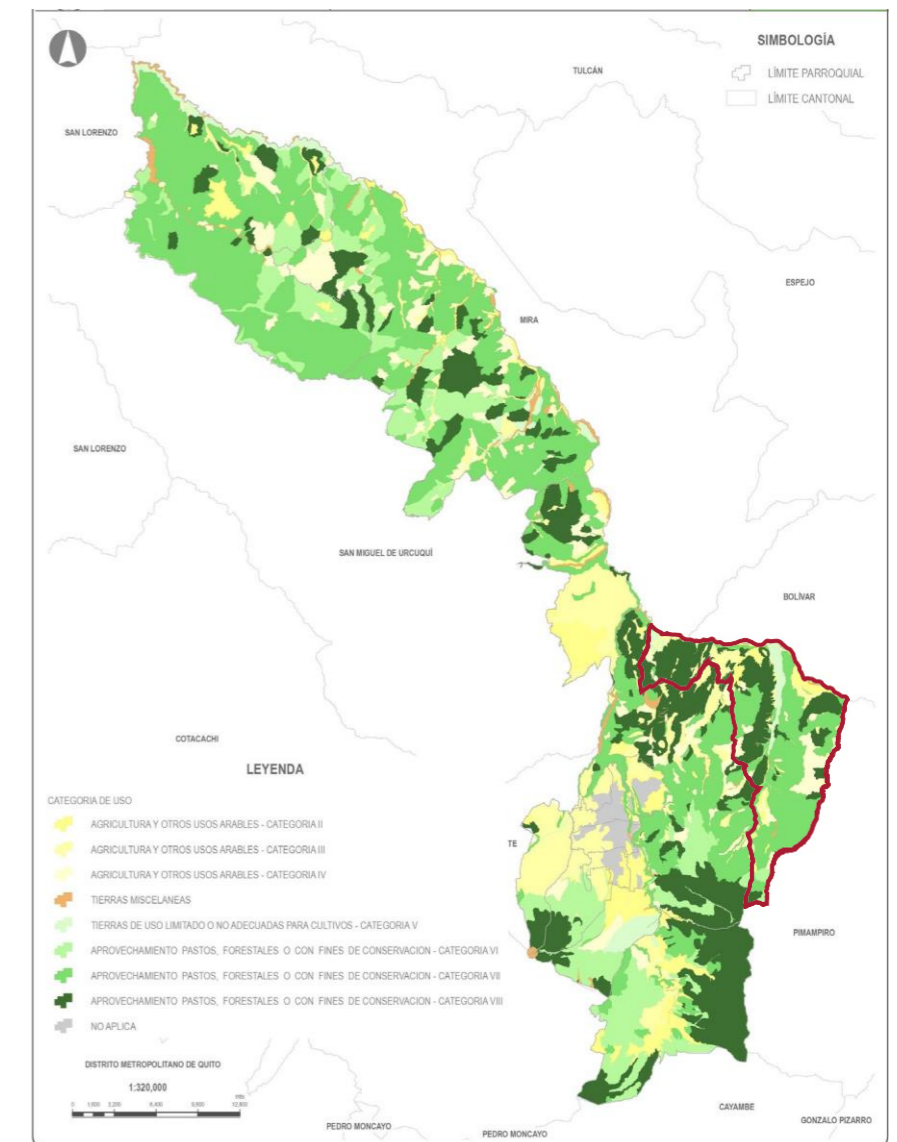 SIMBOLOGÍA
LÍMITE PARROQUIAL
LÍMITE CANTONAL
TULCÁN
SAN LORENZO
ESPEJO
MIRA
SAN LORENZO
SAN MIGUEL DE URCUQUÍ
BOLÍVAR
COTACACHI
TE
PIMAMPIRO
CAYAMBE
GONZALO PIZARRO
PEDRO MONCAYO
PEDRO MONCAYO
LEYENDA
CATEGORIA DE USO
AGRICULTURA Y OTROS USOS ARABLES - CATEGORIA II
AGRICULTURA Y OTROS USOS ARABLES - CATEGORIA III
AGRICULTURA Y OTROS USOS ARABLES - CATEGORIA IV
TIERRAS MISCELANEAS
TIERRAS DE USO LIMITADO O NO ADECUADAS PARA CULTIVOS - CATEGORIA V
APROVECHAMIENTO PASTOS, FORESTALES O CON FINES DE CONSERVACION - CATEGORIA VI
APROVECHAMIENTO PASTOS, FORESTALES O CON FINES DE CONSERVACION - CATEGORIA VII
APROVECHAMIENTO PASTOS, FORESTALES O CON FINES DE CONSERVACION - CATEGORIA VIII
NO APLICA
DISTRITO METROPOLITANO DE QUITO
1:320,000